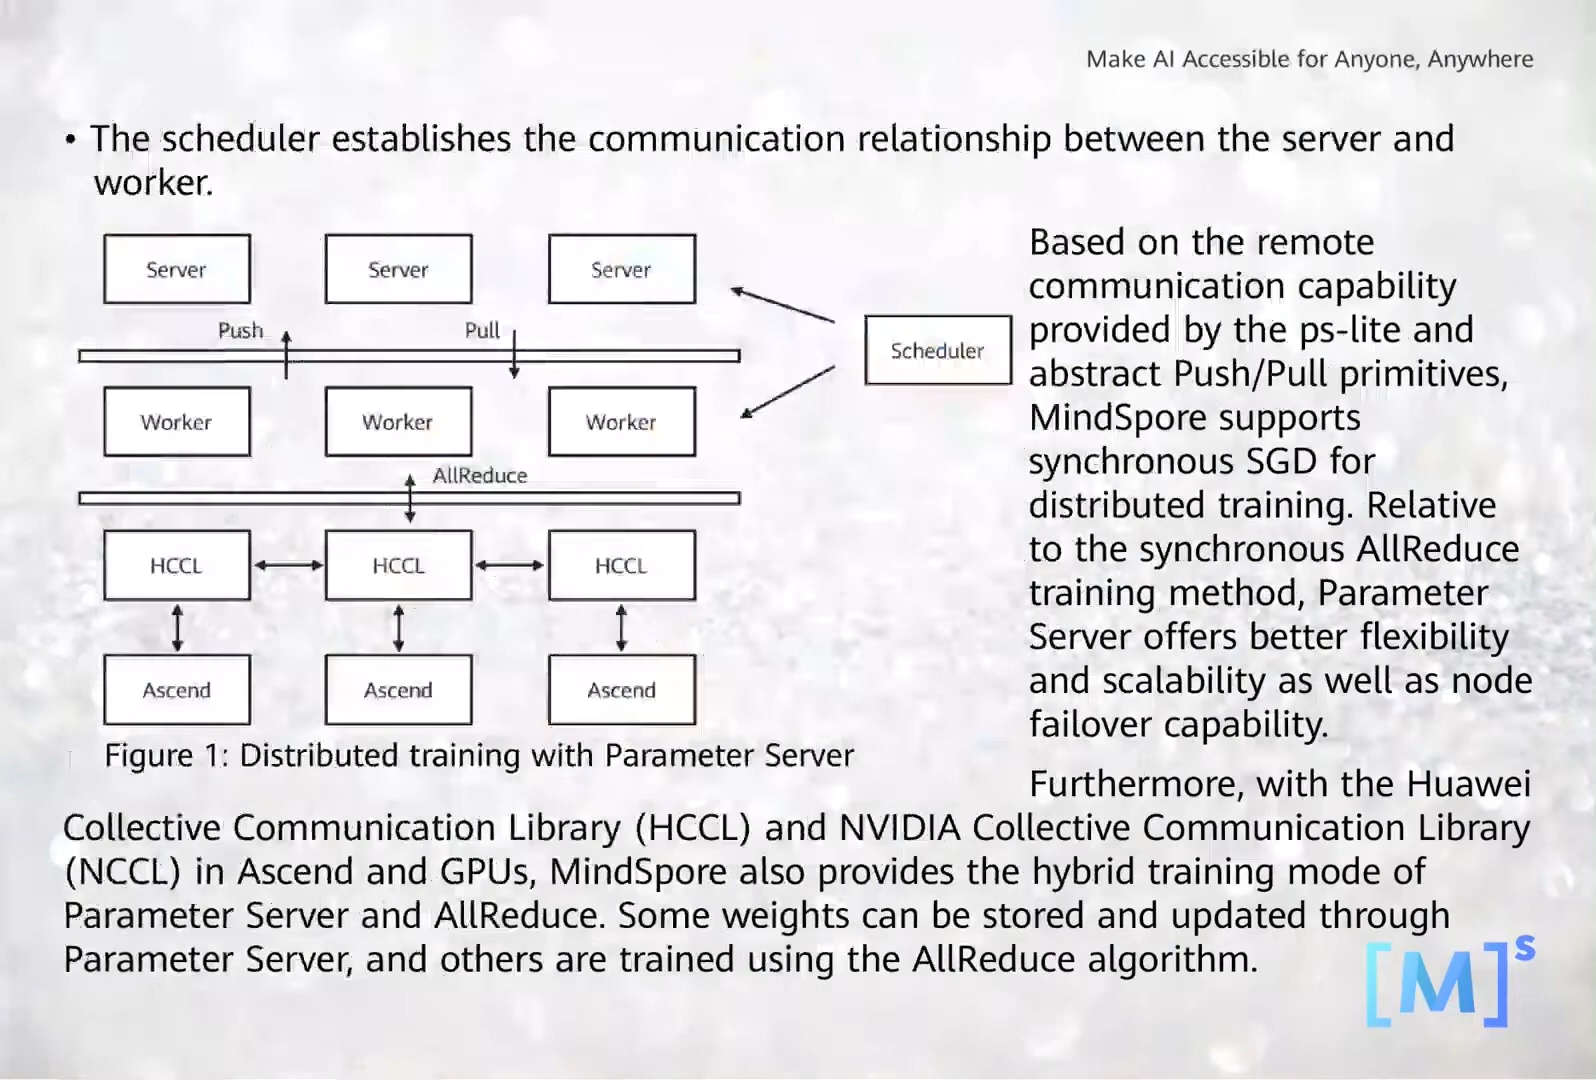 Make AI Accessible for Anyone, Anywhere
• The scheduler establishes the communication relationship between the server and
worker.
Server
Server
Server
Push
Pull
Scheduler
Worker
Worker
Worker
AllReduce
HCCL
HCCL
HCCL
Ascend
Ascend
Ascend
Figure 1: Distributed training with Parameter Server
Based on the remote
communication capability
provided by the ps-lite and
abstract Push/Pull primitives,
MindSpore supports
synchronous SGD for
distributed training. Relative
to the synchronous AllReduce
training method, Parameter
Server offers better flexibility
and scalability as well as node
failover capability.
Furthermore, with the Huawei
Collective Communication Library (HCCL) and NVIDIA Collective Communication Library
(NCCL) in Ascend and GPUs, MindSpore also provides the hybrid training mode of
Parameter Server and AllReduce. Some weights can be stored and updated through
Parameter Server, and others are trained using the AllReduce algorithm.
[M]s